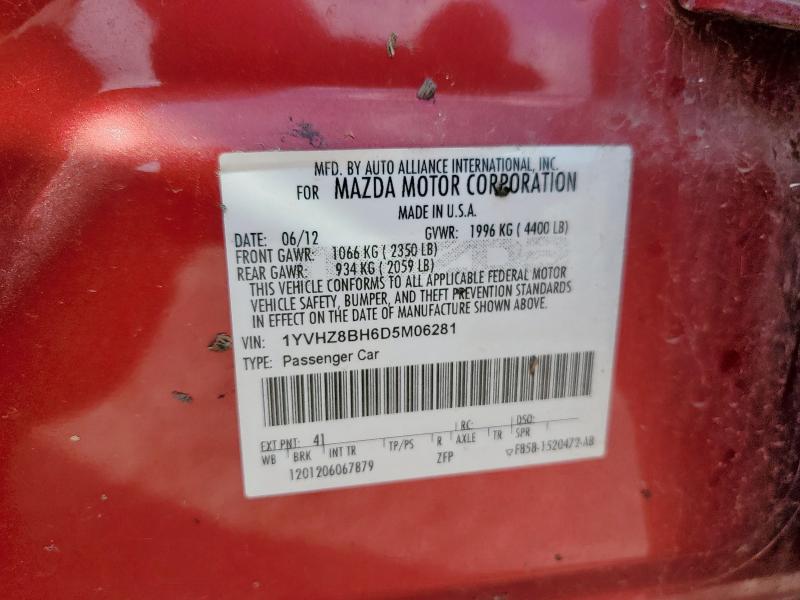 MFD. BY AUTO ALLIANCE INTERNATIONAL, INC.
FOR MAZDA MOTOR CORPORATION
MADE IN U.S.A.
DATE: 06/12 GVWR: 1996 KG ( 4400 LB)
FRONT GAWR: 1066 KG ( 2350 LB)
REAR GAWR: 934 KG ( 2059 LB)
THIS VEHICLE CONFORMS TO ALL APPLICABLE FEDERAL MOTOR
VEHICLE SAFETY, BUMPER, AND THEFT PREVENTION STANDARDS
IN EFFECT ON THE DATE OF MANUFACTURE SHOWN ABOVE.
VIN: 1YVHZ8BH6D5M06281
TYPE: Passenger Car
EXT PNT: 41 RC: DSO:
WB BRK INT TR TP/PS R AXLE TR SPR
1201206067879 ZFP F85B-1520472-AB